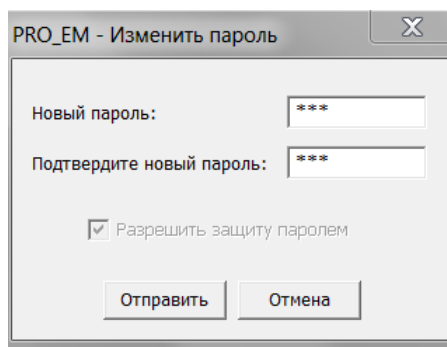 PRO_EM - Изменить пароль
Новый пароль: ***
Подтвердите новый пароль: ***
Разрешить защиту паролем
Отправить Отмена